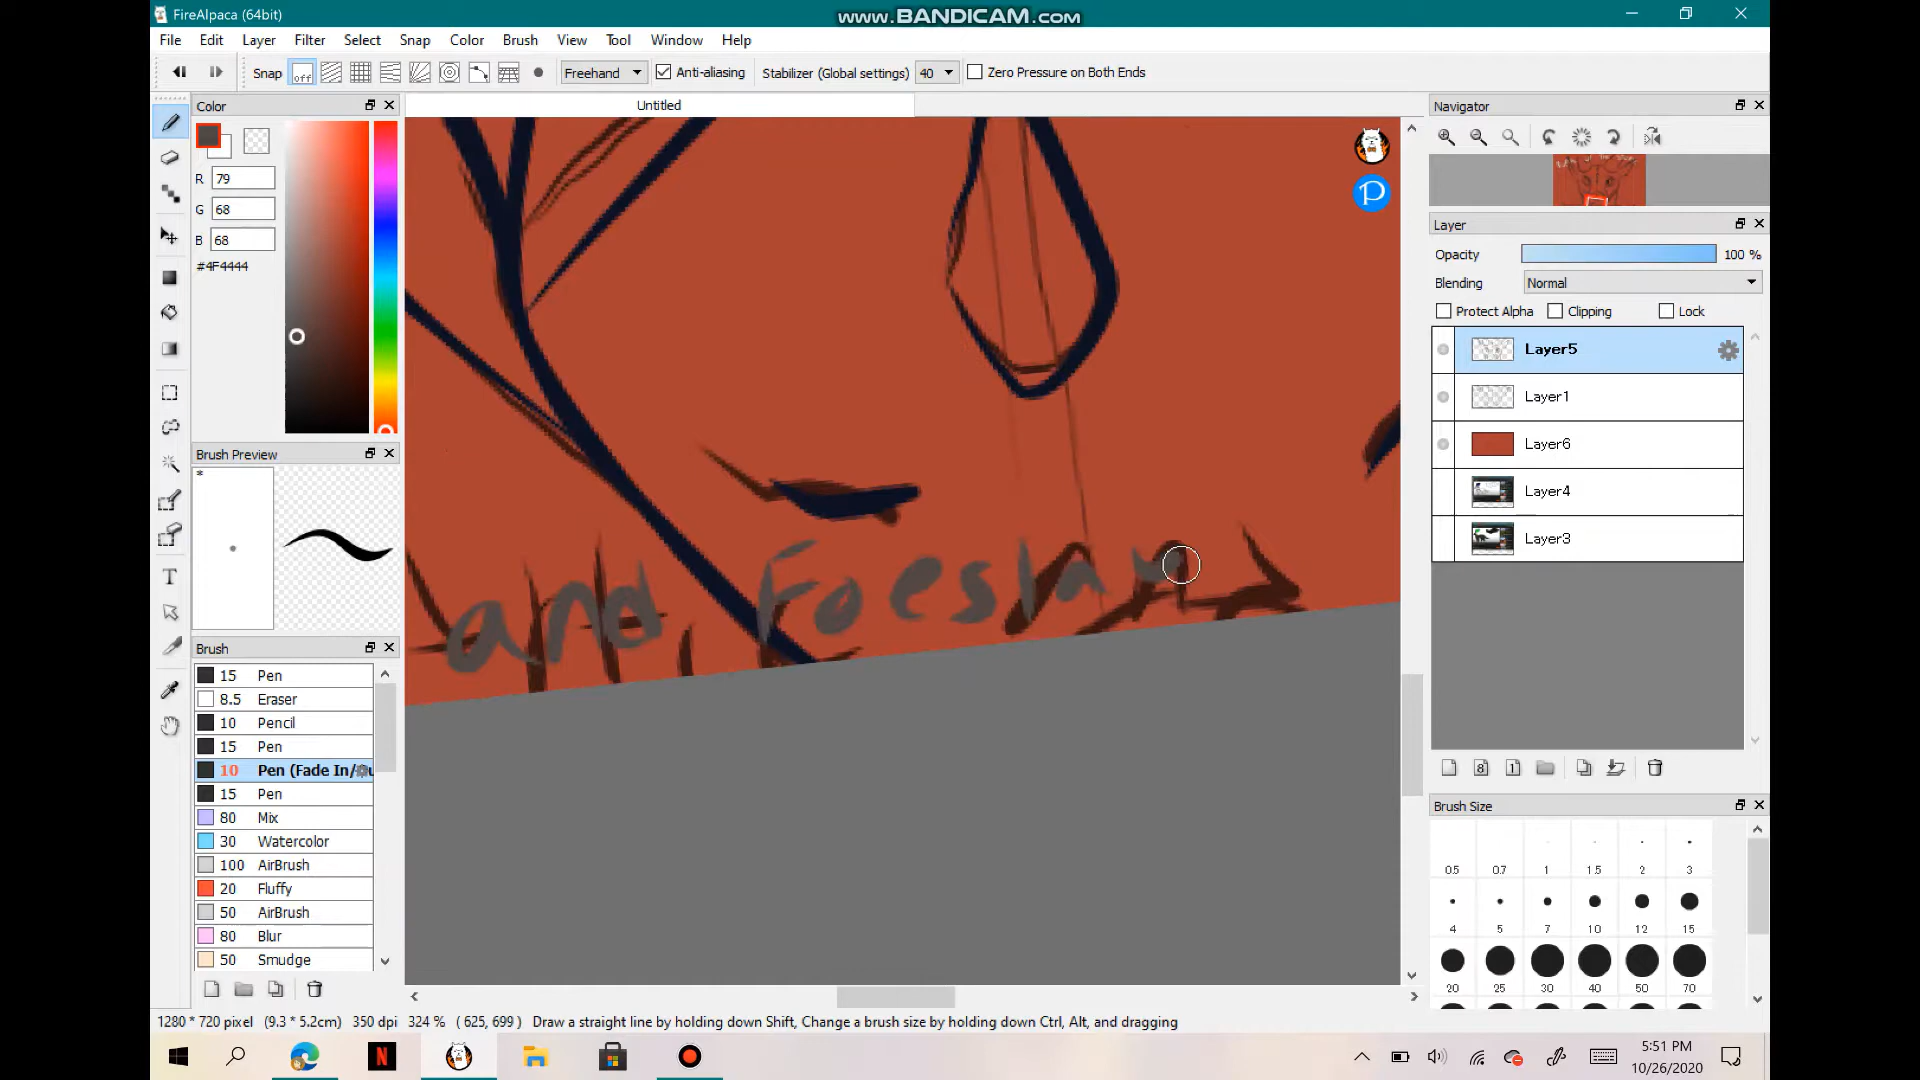 FireAlpaca (64bit)
www.BANDICAM.com
File Edit Layer Filter Select Snap Color Brush View Tool Window Help
Snap off Freehand Anti-aliasing Stabilizer (Global settings) 40 Zero Pressure on Both Ends
Color
R 79
G 68
B 68
#4F4444
Brush Preview
*
Brush
15 Pen
8.5 Eraser
10 Pencil
15 Pen
10 Pen (Fade In/Ou
15 Pen
80 Mix
30 Watercolor
100 AirBrush
20 Fluffy
50 AirBrush
80 Blur
50 Smudge
Untitled
P
and Foeslau
Navigator
Layer
Opacity 100 %
Blending Normal
Protect Alpha Clipping Lock
Layer5
Layer1
Layer6
Layer4
Layer3
8 1
Brush Size
0.5 0.7 1 1.5 2 3
4 5 7 10 12 15
20 25 30 40 50 70
1280 * 720 pixel (9.3 * 5.2cm) 350 dpi 324 % ( 625, 699 ) Draw a straight line by holding down Shift, Change a brush size by holding down Ctrl, Alt, and dragging
N
5:51 PM
10/26/2020